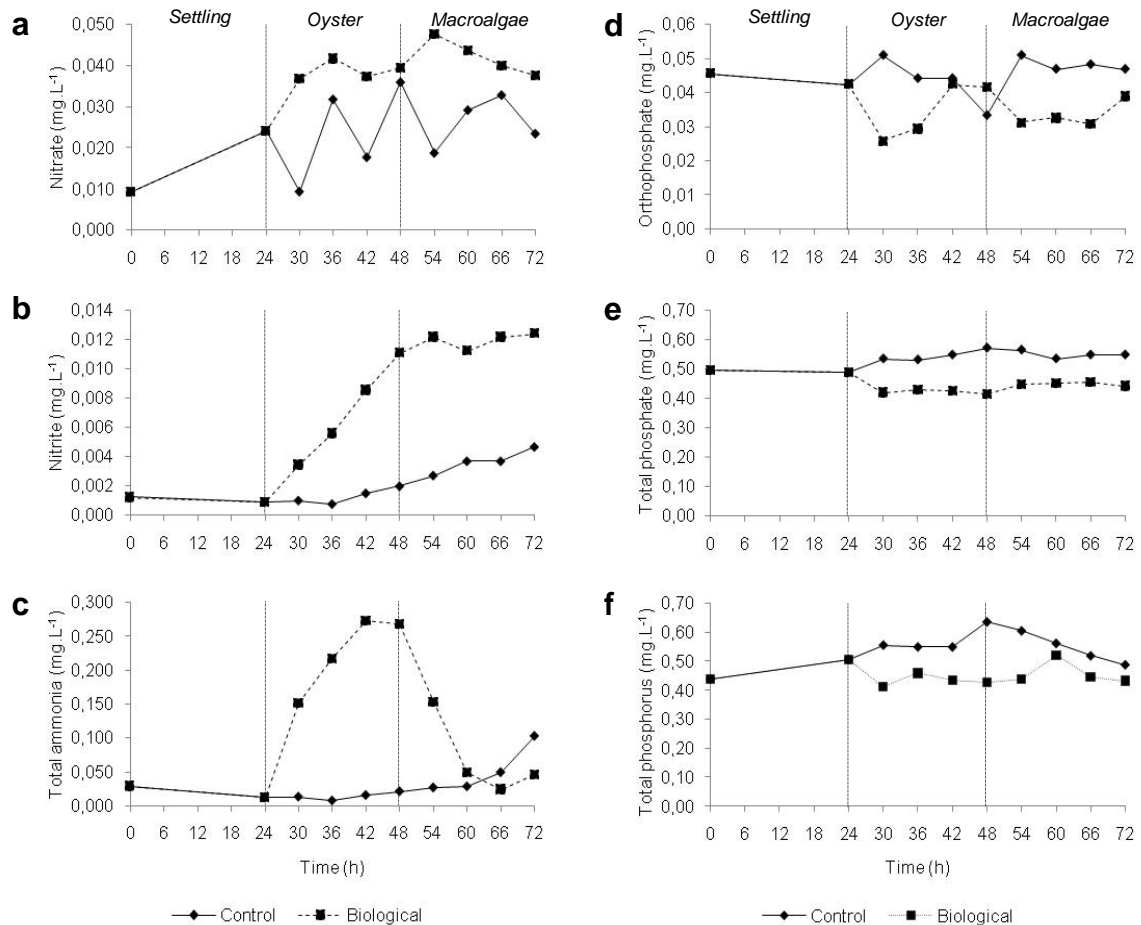 a
Settling Oyster Macroalgae
Nitrate (mg.L-1)
0,050
0,040
0,030
0,020
0,010
0,000
0 6 12 18 24 30 36 42 48 54 60 66 72
b
Nitrite (mg.L-1)
0,014
0,012
0,010
0,008
0,006
0,004
0,002
0,000
0 6 12 18 24 30 36 42 48 54 60 66 72
c
Total ammonia (mg.L-1)
0,300
0,250
0,200
0,150
0,100
0,050
0,000
0 6 12 18 24 30 36 42 48 54 60 66 72
Time (h)
Control Biological
d
Settling Oyster Macroalgae
Orthophosphate (mg.L-1)
0,06
0,05
0,04
0,03
0,02
0,01
0,00
0 6 12 18 24 30 36 42 48 54 60 66 72
e
Total phosphate (mg.L-1)
0,70
0,60
0,50
0,40
0,30
0,20
0,10
0,00
0 6 12 18 24 30 36 42 48 54 60 66 72
f
Total phosphorus (mg.L-1)
0,70
0,60
0,50
0,40
0,30
0,20
0,10
0,00
0 6 12 18 24 30 36 42 48 54 60 66 72
Time (h)
Control Biological